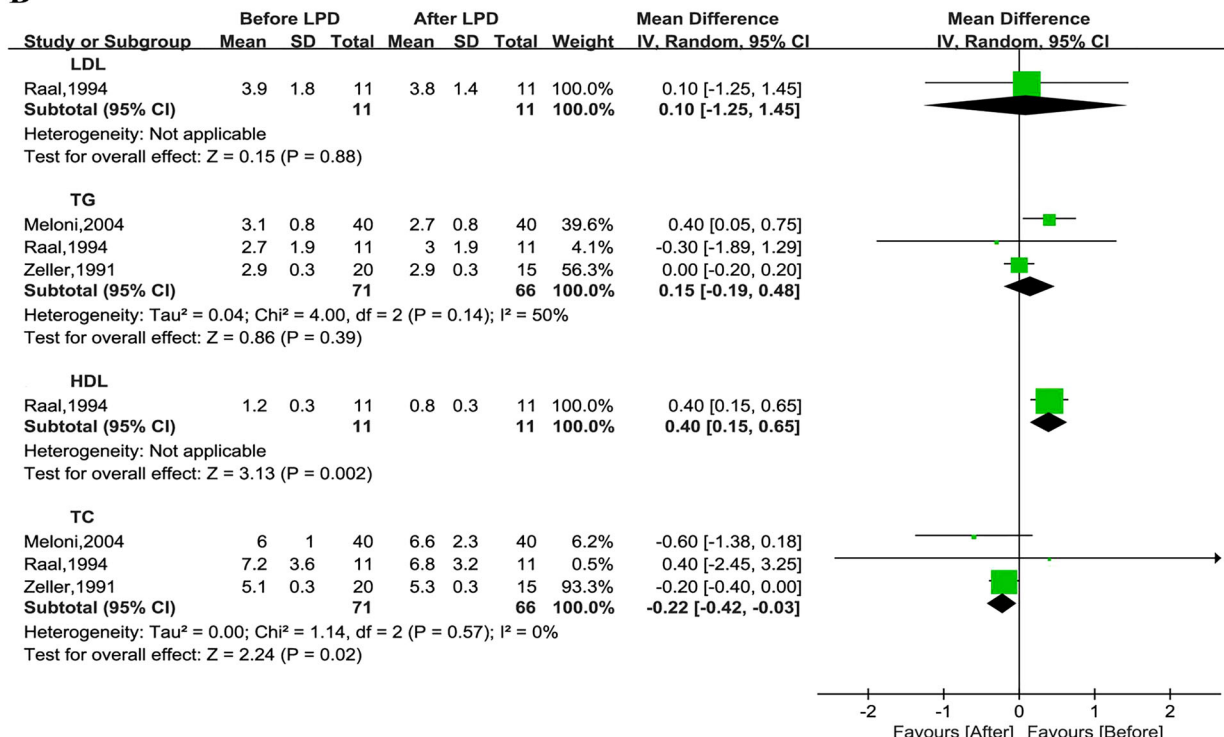 Before LPD After LPD Mean Difference Mean Difference
Study or Subgroup Mean SD Total Mean SD Total Weight IV, Random, 95% CI IV, Random, 95% CI
LDL
Raal,1994 3.9 1.8 11 3.8 1.4 11 100.0% 0.10 [-1.25, 1.45]
Subtotal (95% CI) 11 11 100.0% 0.10 [-1.25, 1.45]
Heterogeneity: Not applicable
Test for overall effect: Z = 0.15 (P = 0.88)
TG
Meloni,2004 3.1 0.8 40 2.7 0.8 40 39.6% 0.40 [0.05, 0.75]
Raal,1994 2.7 1.9 11 3 1.9 11 4.1% -0.30 [-1.89, 1.29]
Zeller,1991 2.9 0.3 20 2.9 0.3 15 56.3% 0.00 [-0.20, 0.20]
Subtotal (95% CI) 71 66 100.0% 0.15 [-0.19, 0.48]
Heterogeneity: Tau² = 0.04; Chi² = 4.00, df = 2 (P = 0.14); I² = 50%
Test for overall effect: Z = 0.86 (P = 0.39)
HDL
Raal,1994 1.2 0.3 11 0.8 0.3 11 100.0% 0.40 [0.15, 0.65]
Subtotal (95% CI) 11 11 100.0% 0.40 [0.15, 0.65]
Heterogeneity: Not applicable
Test for overall effect: Z = 3.13 (P = 0.002)
TC
Meloni,2004 6 1 40 6.6 2.3 40 6.2% -0.60 [-1.38, 0.18]
Raal,1994 7.2 3.6 11 6.8 3.2 11 0.5% 0.40 [-2.45, 3.25]
Zeller,1991 5.1 0.3 20 5.3 0.3 15 93.3% -0.20 [-0.40, 0.00]
Subtotal (95% CI) 71 66 100.0% -0.22 [-0.42, -0.03]
Heterogeneity: Tau² = 0.00; Chi² = 1.14, df = 2 (P = 0.57); I² = 0%
Test for overall effect: Z = 2.24 (P = 0.02)
-2 -1 0 1 2
Favours [After] Favours [Before]